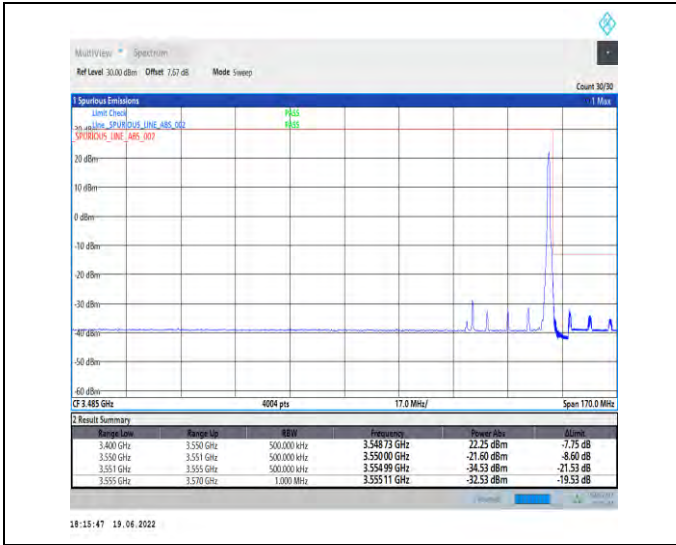 MultiView Spectrum
Ref Level 30.00 dBm Offset 7.67 dB Mode Sweep
Count 30/30
1 Spurious Emissions 1 Max
Limit Check PASS
Line _SPURIOUS_LINE_ABS_002 PASS
_SPURIOUS_LINE_ABS_002
20 dBm
10 dBm
0 dBm
-10 dBm
-20 dBm
-30 dBm
-40 dBm
-50 dBm
-60 dBm
CF 3.485 GHz 4004 pts 17.0 MHz/ Span 170.0 MHz
2 Result Summary
Range Low Range Up RBW Frequency Power Abs ΔLimit
3.400 GHz 3.550 GHz 500.000 kHz 3.548 73 GHz 22.25 dBm -7.75 dB
3.550 GHz 3.551 GHz 500.000 kHz 3.550 00 GHz -21.60 dBm -8.60 dB
3.551 GHz 3.555 GHz 500.000 kHz 3.554 99 GHz -34.53 dBm -21.53 dB
3.555 GHz 3.570 GHz 1.000 MHz 3.555 11 GHz -32.53 dBm -19.53 dB
18:15:47 19.06.2022